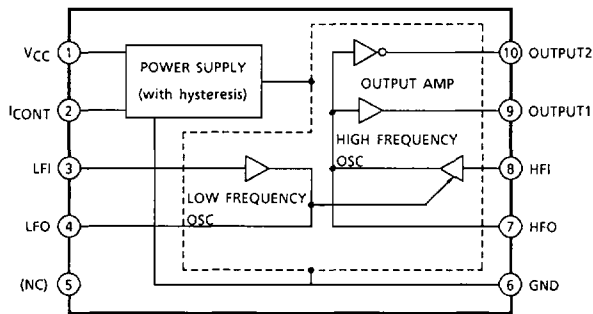 VCC 1
POWER SUPPLY
(with hysteresis)
ICONT 2
LFI 3
LOW FREQUENCY
OSC
LFO 4
(NC) 5
10 OUTPUT2
OUTPUT AMP
9 OUTPUT1
HIGH FREQUENCY
OSC
8 HFI
7 HFO
6 GND